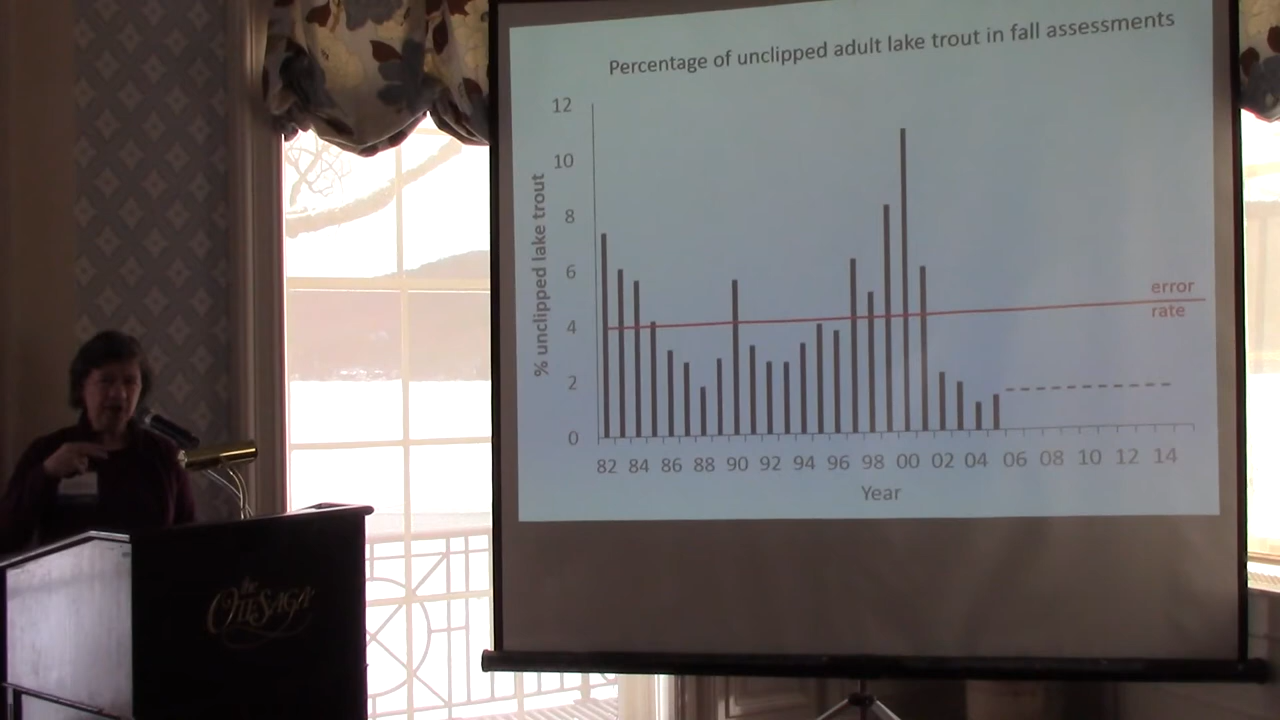 Percentage of unclipped adult lake trout in fall assessments
% unclipped lake trout
12
10
8
6
4
2
0
error
rate
82 84 86 88 90 92 94 96 98 00 02 04 06 08 10 12 14
Year
the
OTESAGA